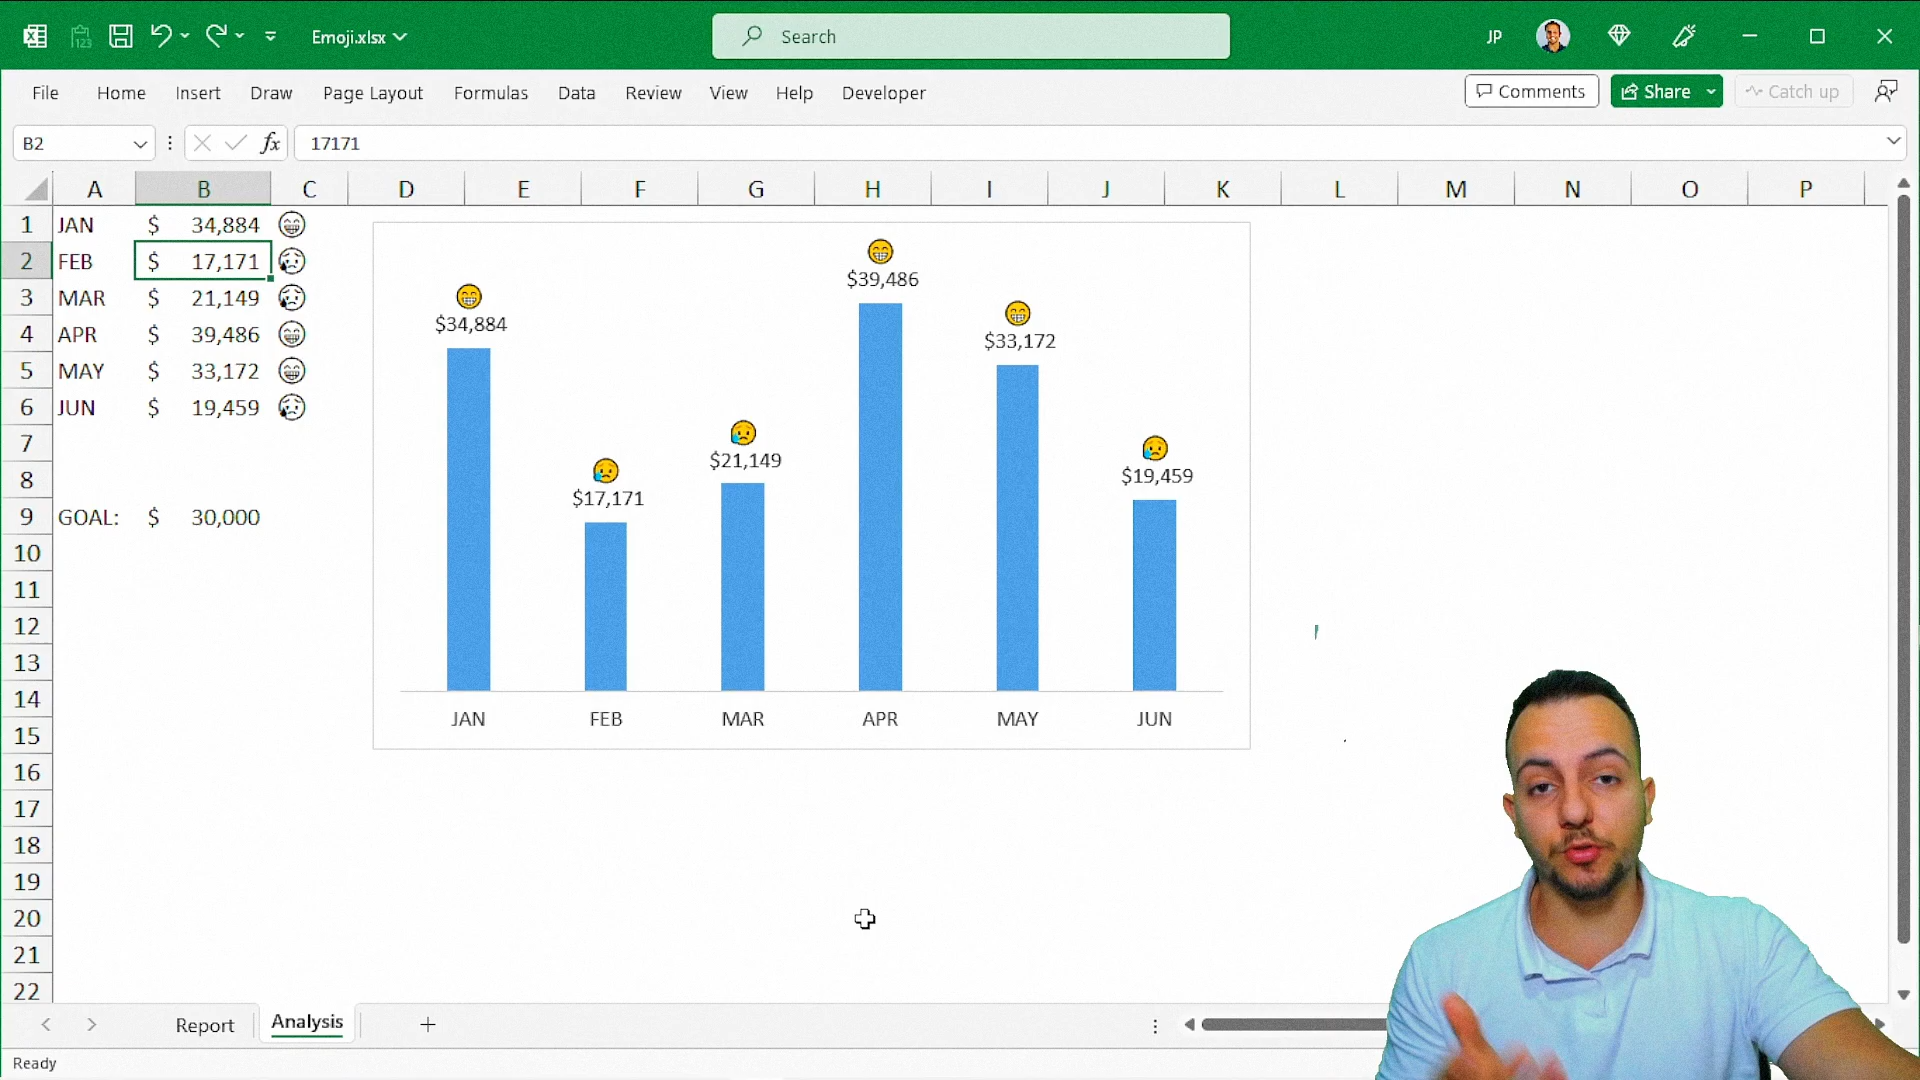 Emoji.xlsx
Search
JP
File Home Insert Draw Page Layout Formulas Data Review View Help Developer
Comments Share Catch up
B2 fx 17171
A B C D E F G H I J K L M N O P
1 JAN $ 34,884 😁
2 FEB $ 17,171 😥
3 MAR $ 21,149 😥
4 APR $ 39,486 😁
5 MAY $ 33,172 😁
6 JUN $ 19,459 😥
7
8
9 GOAL: $ 30,000
10
11
12
13
14
15
16
17
18
19
20
21
22
😁
$39,486
😁
$34,884
😁
$33,172
😥
$21,149
😥
$19,459
😥
$17,171
JAN FEB MAR APR MAY JUN
Report Analysis
Ready